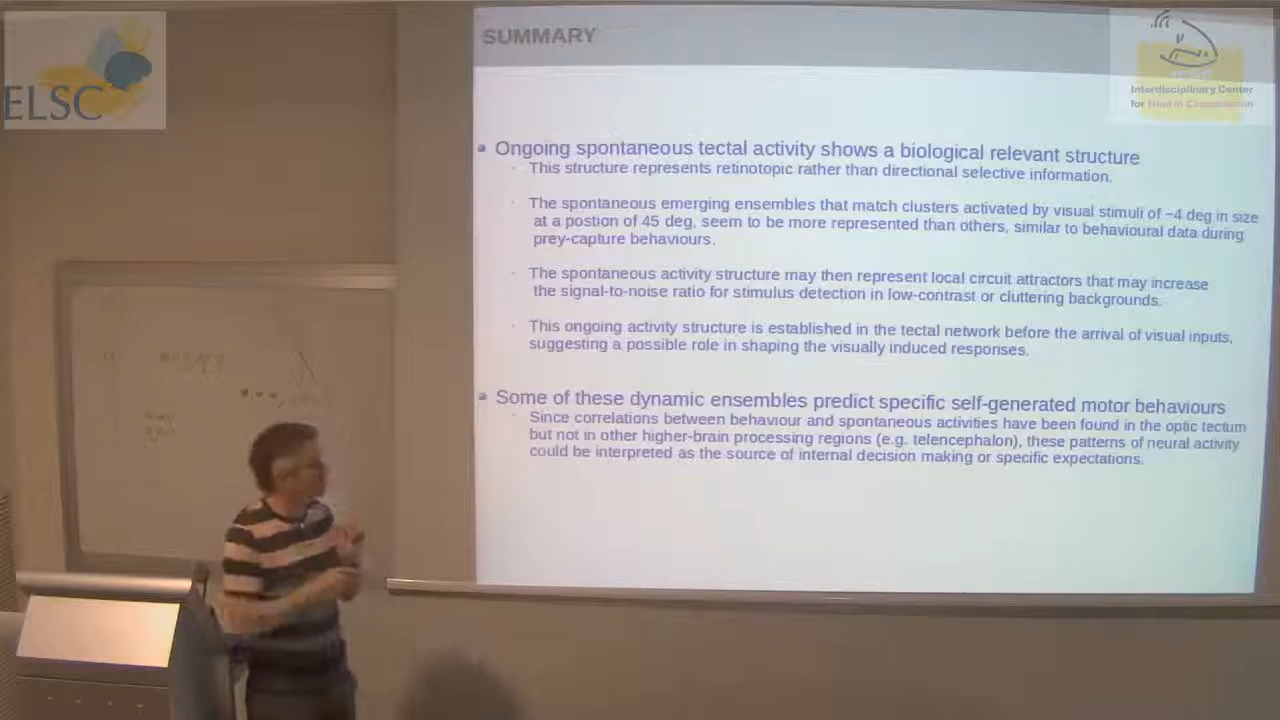 SUMMARY
ELSC
Interdisciplinary Center
for Neural Computation
Ongoing spontaneous tectal activity shows a biological relevant structure
This structure represents retinotopic rather than directional selective information.
The spontaneous emerging ensembles that match clusters activated by visual stimuli of ~4 deg in size
at a postion of 45 deg, seem to be more represented than others, similar to behavioural data during
prey-capture behaviours.
The spontaneous activity structure may then represent local circuit attractors that may increase
the signal-to-noise ratio for stimulus detection in low-contrast or cluttering backgrounds.
This ongoing activity structure is established in the tectal network before the arrival of visual inputs,
suggesting a possible role in shaping the visually induced responses.
Some of these dynamic ensembles predict specific self-generated motor behaviours
Since correlations between behaviour and spontaneous activities have been found in the optic tectum
but not in other higher-brain processing regions (e.g. telencephalon), these patterns of neural activity
could be interpreted as the source of internal decision making or specific expectations.